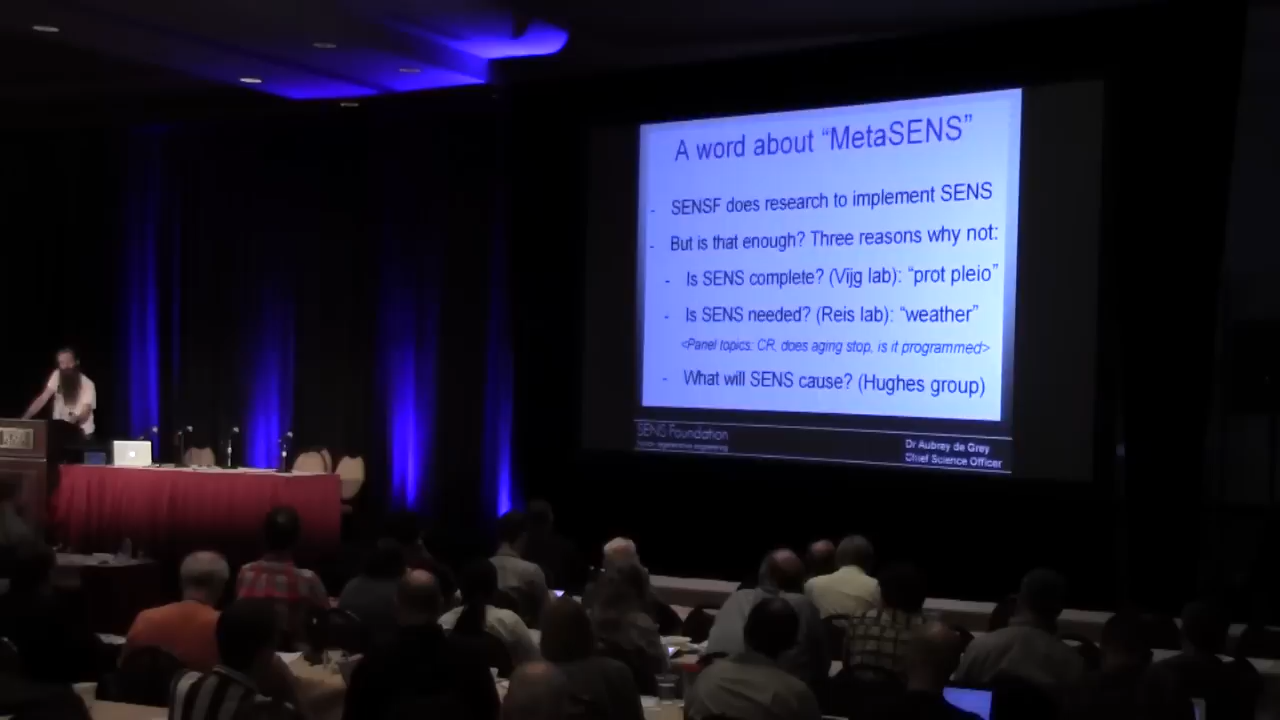 A word about “MetaSENS”
- SENSF does research to implement SENS
- But is that enough? Three reasons why not:
- Is SENS complete? (Vijg lab): “prot pleio”
- Is SENS needed? (Reis lab): “weather”
<Panel topics: CR, does aging stop, is it programmed>
- What will SENS cause? (Hughes group)
SENS Foundation
Dr Aubrey de Grey
Chief Science Officer